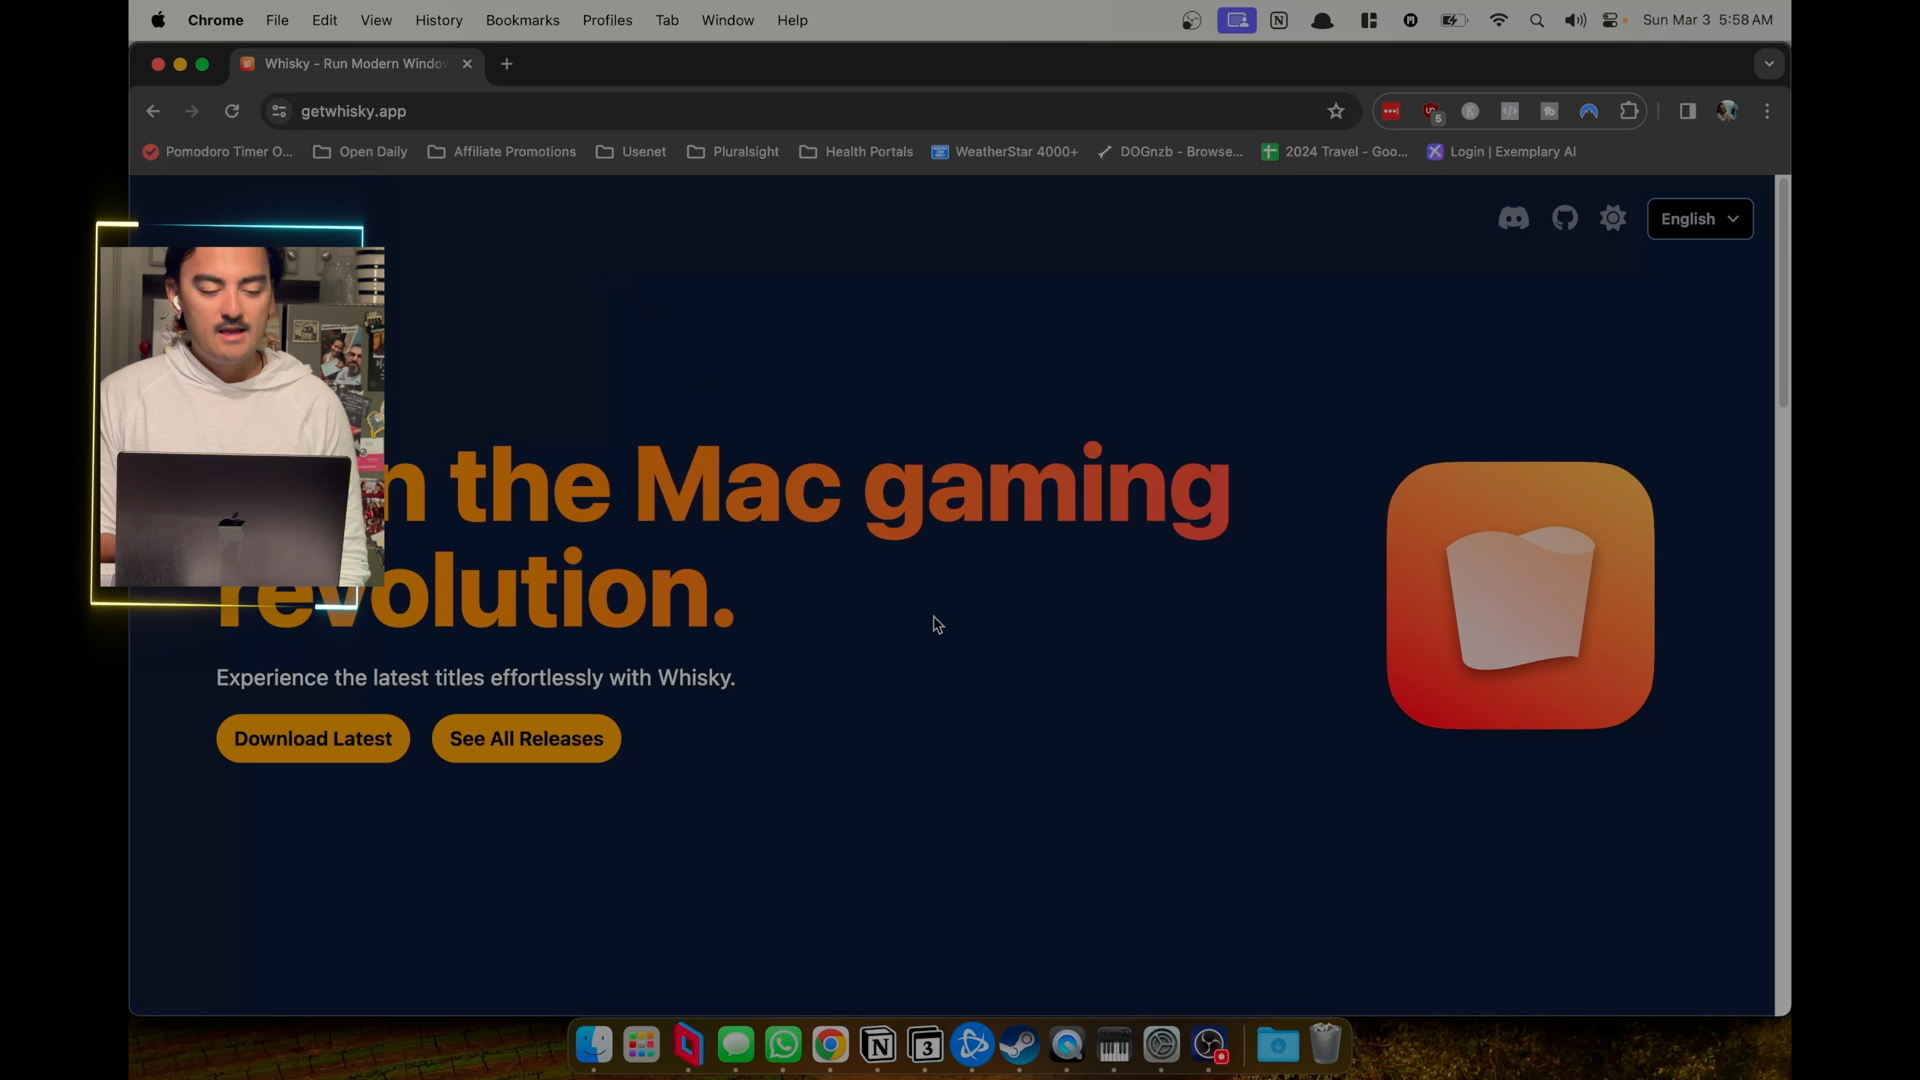 Chrome File Edit View History Bookmarks Profiles Tab Window Help Sun Mar 3 5:58 AM
Whisky - Run Modern Windo
getwhisky.app
5
Pomodoro Timer O... Open Daily Affiliate Promotions Usenet Pluralsight Health Portals WeatherStar 4000+ DOGnzb - Browse... 2024 Travel - Goo... Login | Exemplary AI
English
n the Mac gaming
revolution.
Experience the latest titles effortlessly with Whisky.
Download Latest See All Releases
3